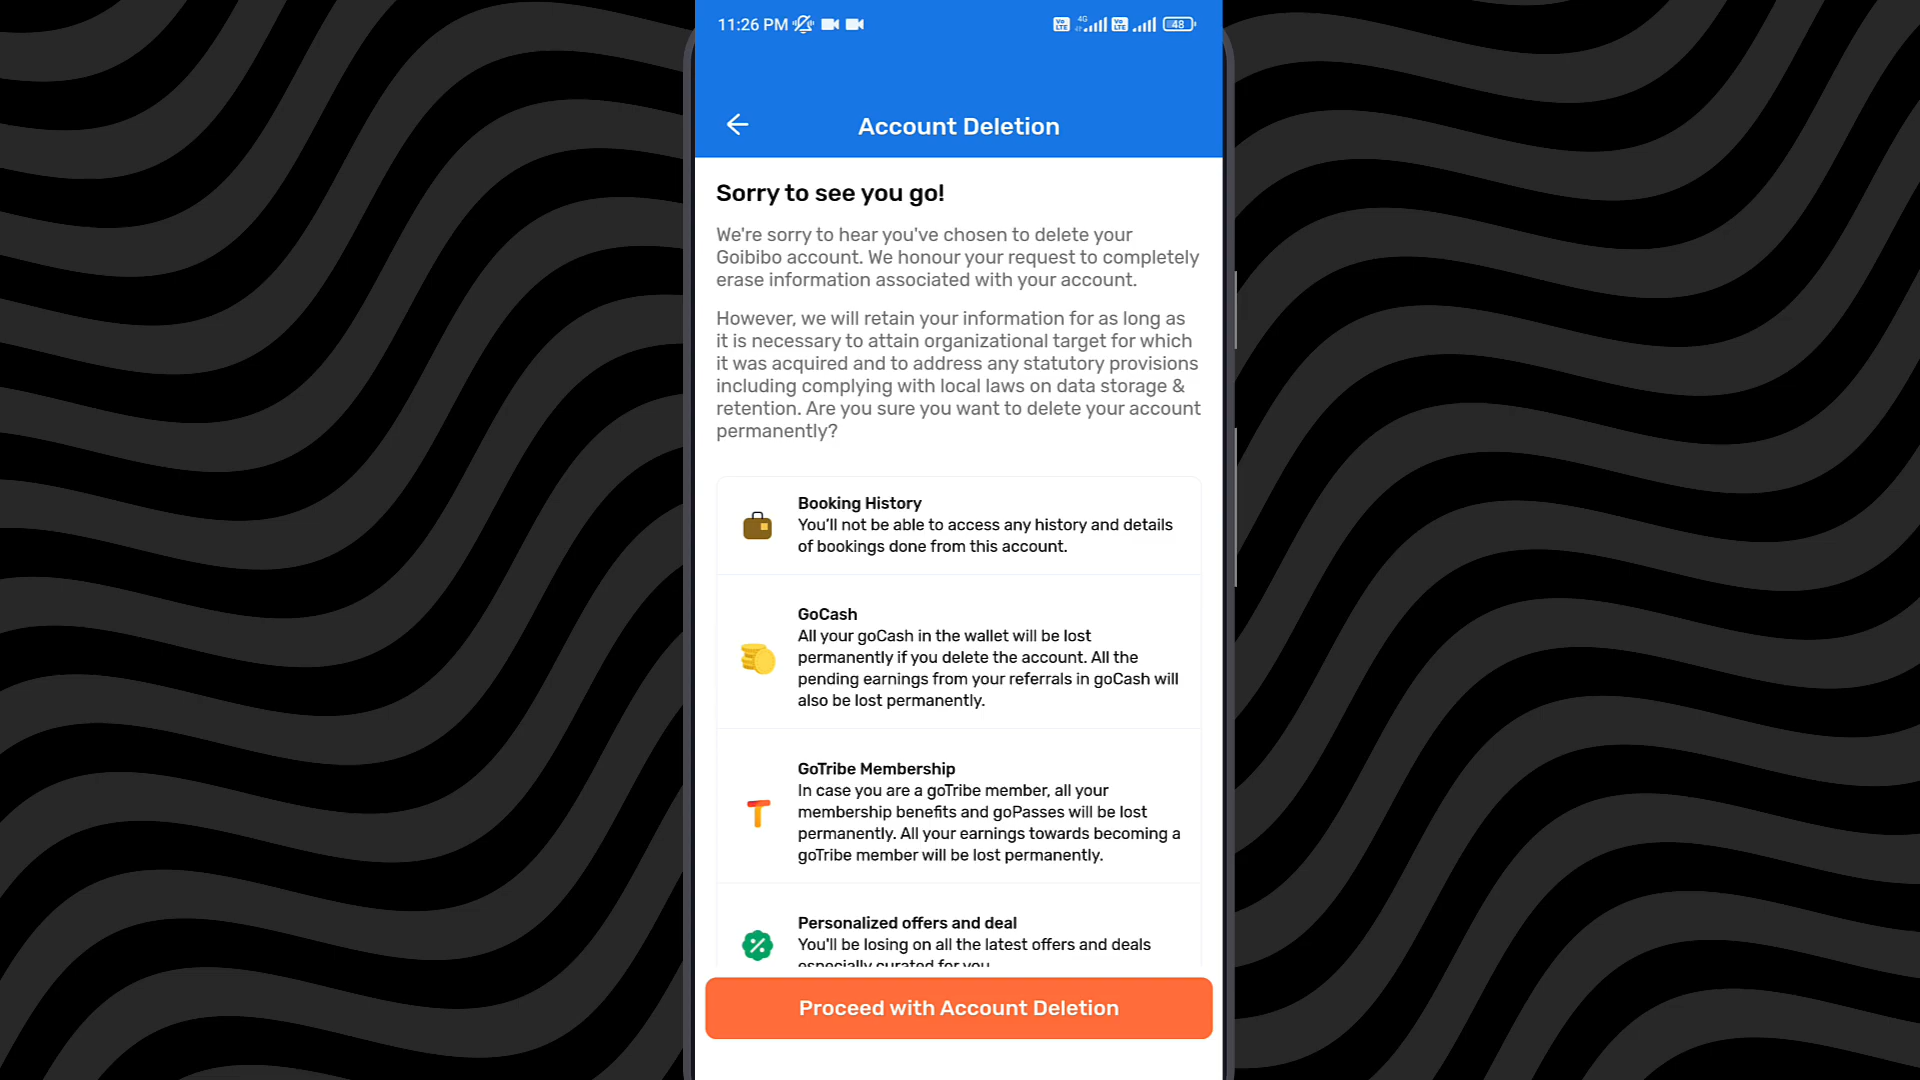 11:26 PM
Vo LTE 4G Vo LTE 48
Account Deletion
Sorry to see you go!
We're sorry to hear you've chosen to delete your
Goibibo account. We honour your request to completely
erase information associated with your account.
However, we will retain your information for as long as
it is necessary to attain organizational target for which
it was acquired and to address any statutory provisions
including complying with local laws on data storage &
retention. Are you sure you want to delete your account
permanently?
Booking History
You'll not be able to access any history and details
of bookings done from this account.
GoCash
All your goCash in the wallet will be lost
permanently if you delete the account. All the
pending earnings from your referrals in goCash will
also be lost permanently.
GoTribe Membership
In case you are a goTribe member, all your
membership benefits and goPasses will be lost
permanently. All your earnings towards becoming a
goTribe member will be lost permanently.
Personalized offers and deal
You'll be losing on all the latest offers and deals
especially curated for you
Proceed with Account Deletion